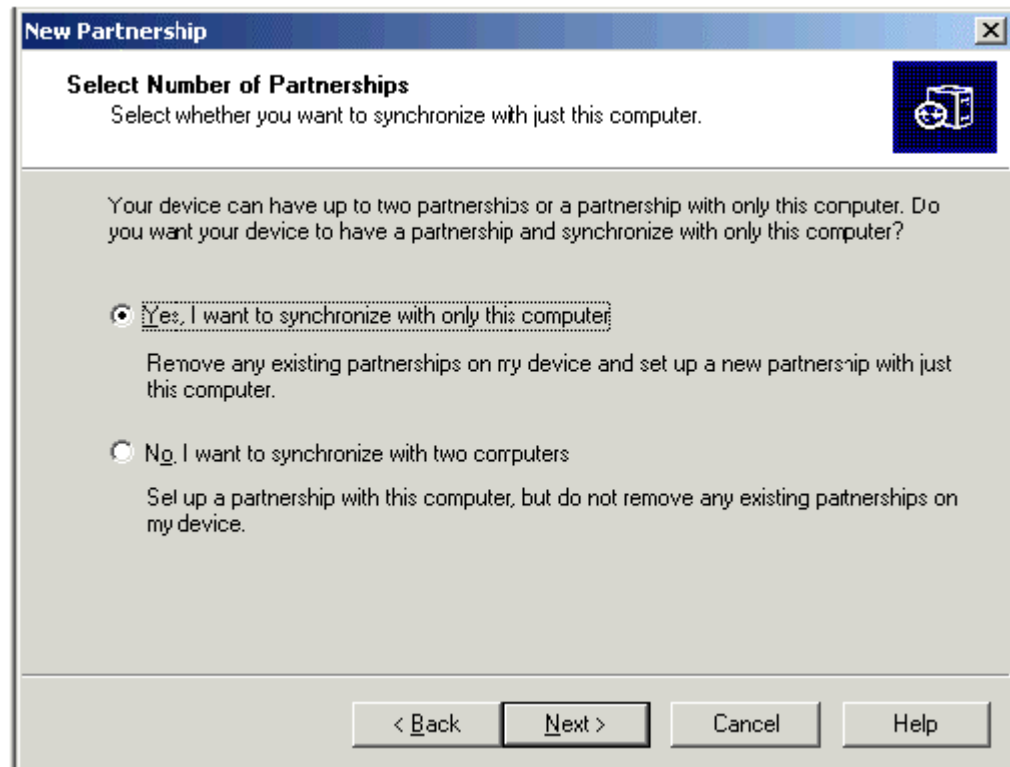 New Partnership
Select Number of Partnerships
Select whether you want to synchronize with just this computer.
Your device can have up to two partnerships or a partnership with only this computer. Do
you want your device to have a partnership and synchronize with only this computer?
Yes, I want to synchronize with only this computer
Remove any existing partnerships on my device and set up a new partnership with just
this computer.
No, I want to synchronize with two computers
Set up a partnership with this computer, but do not remove any existing partnerships on
my device.
< Back Next > Cancel Help